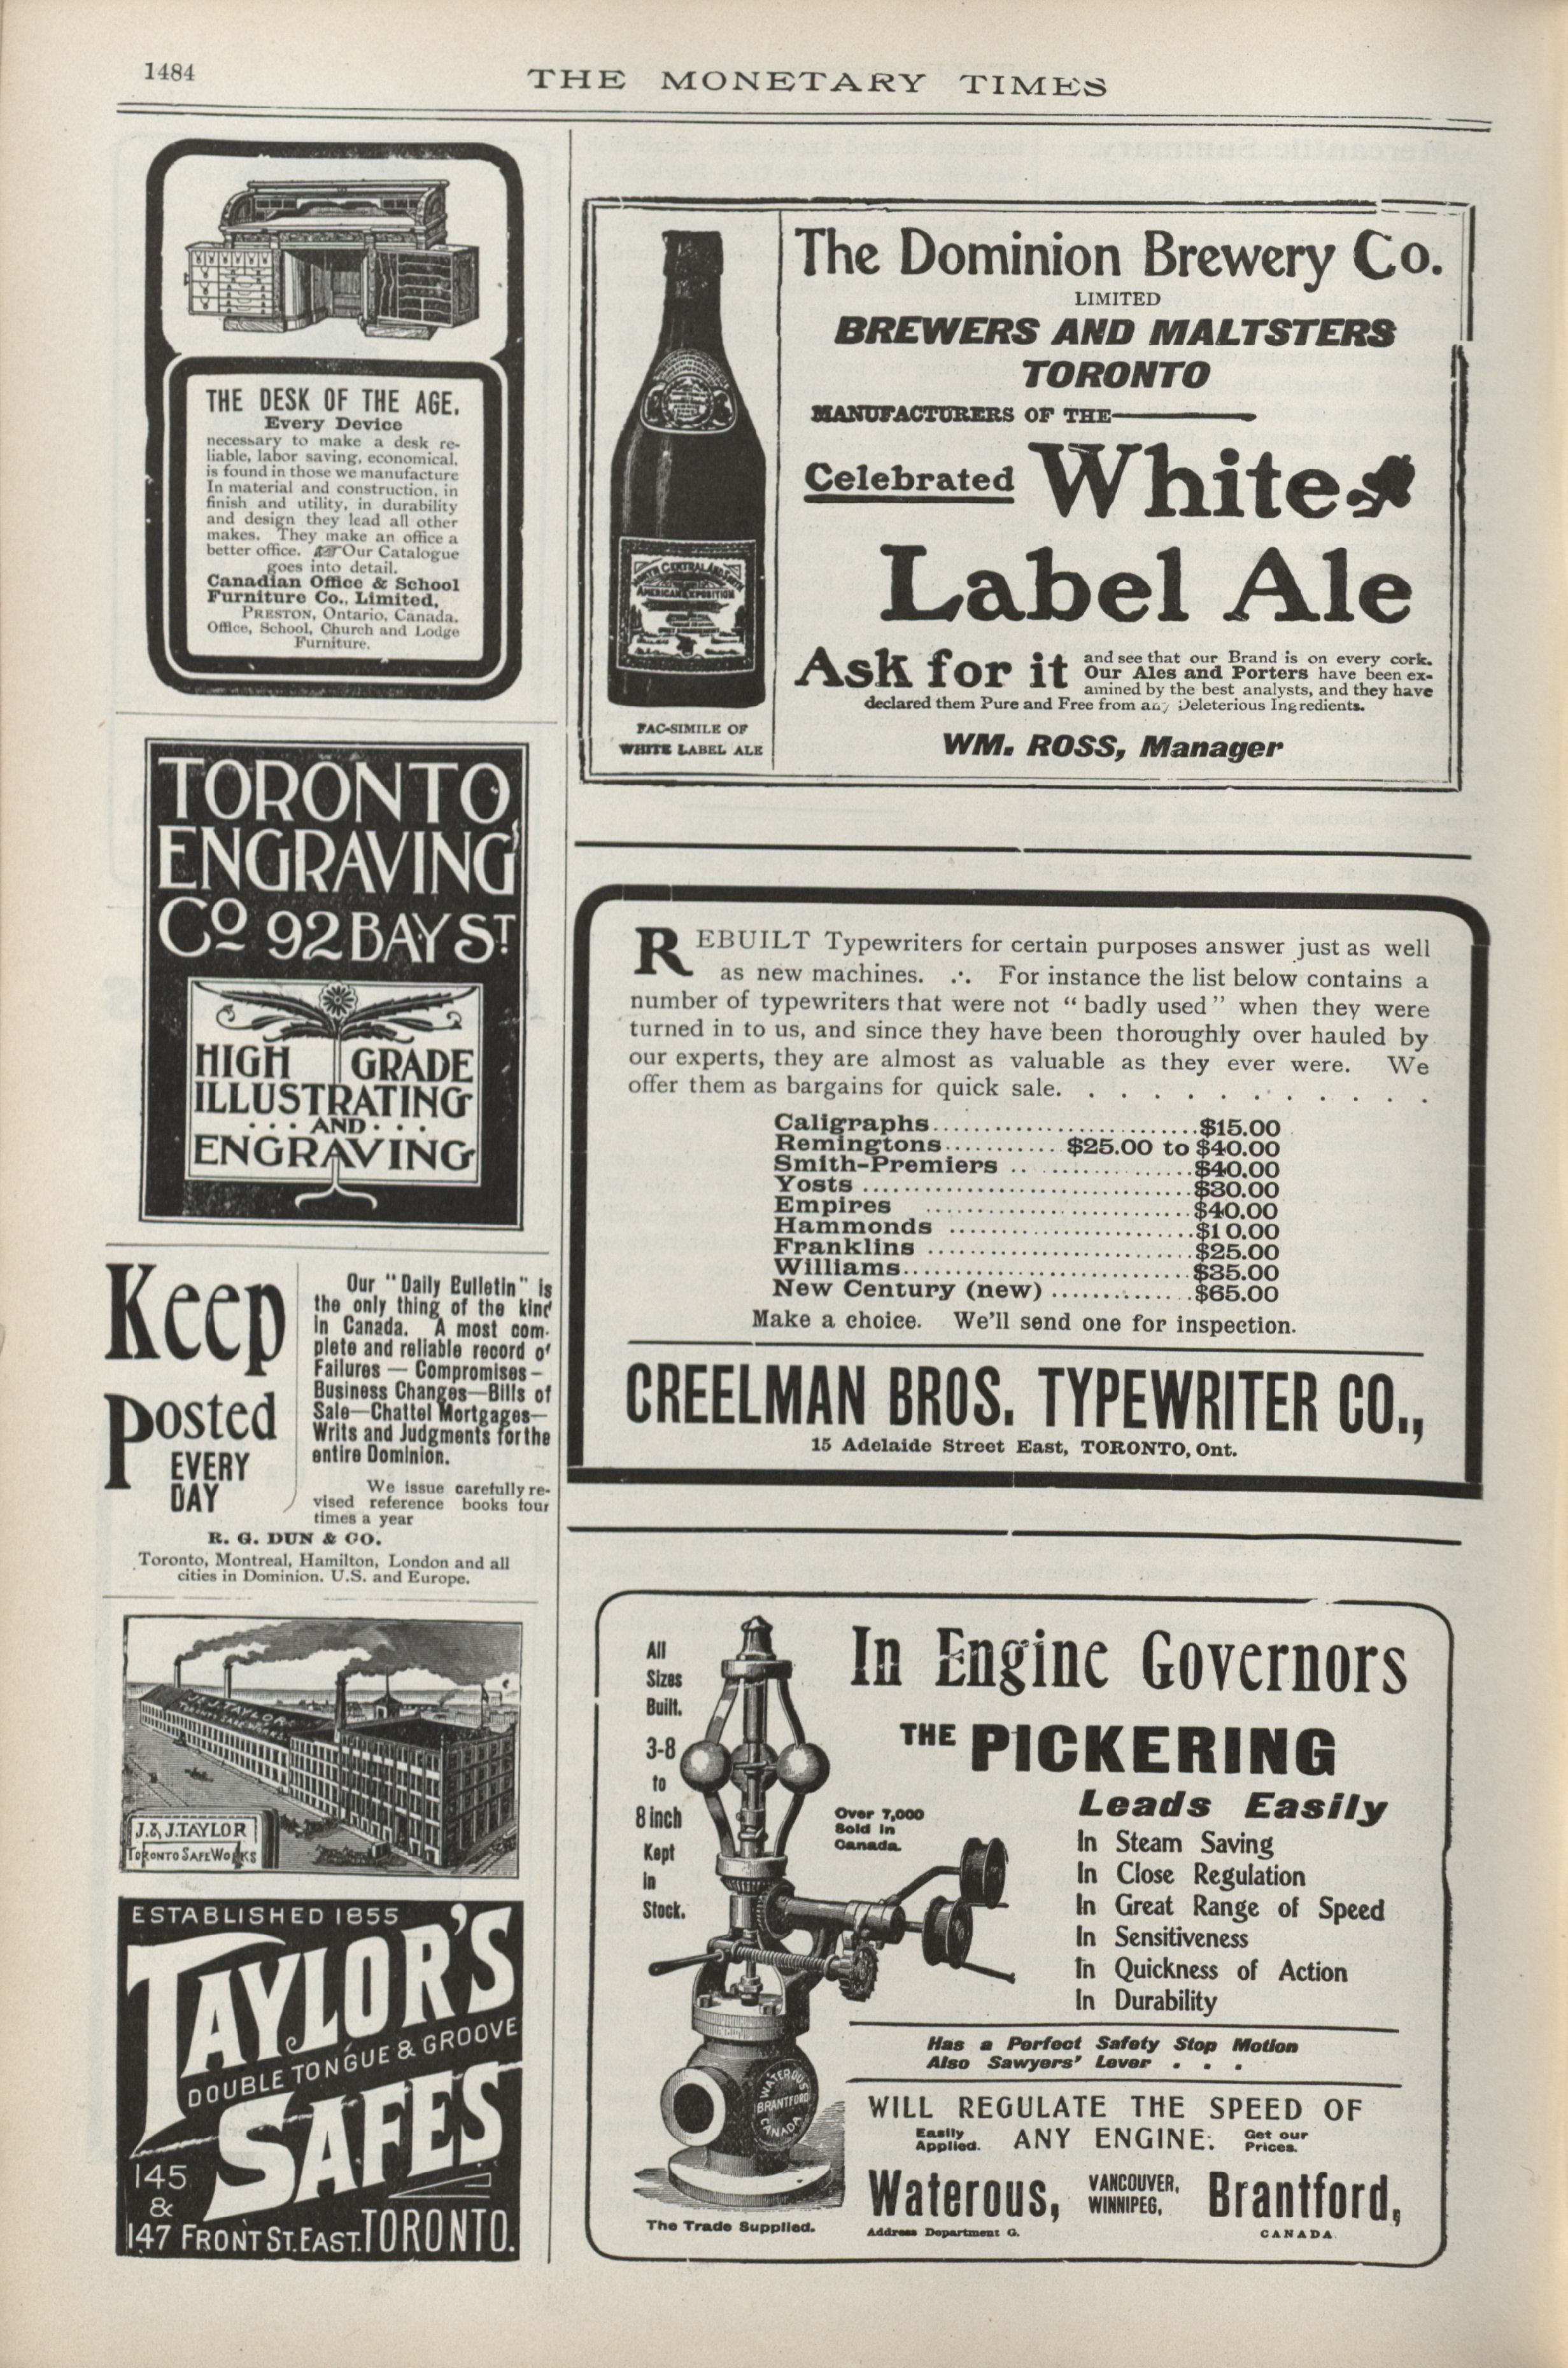 1484
THE MONETARY TIMES
THE DESK OF THE AGE.
Every Device
necessary to make a desk re-
liable, labor saving, economical,
is found in those we manufacture
In material and construction, in
finish and utility, in durability
and design they lead all other
makes. They make an office a
better office. Our Catalogue
goes into detail.
Canadian Office & School
Furniture Co., Limited,
PRESTON, Ontario, Canada.
Office, School, Church and Lodge
Furniture.
TORONTO
ENGRAVING
Co 92 BAY ST
HIGH GRADE
ILLUSTRATING
... AND ...
ENGRAVING
Keep
Posted
EVERY
DAY
Our "Daily Bulletin" is
the only thing of the kind
in Canada. A most com-
plete and reliable record of
Failures — Compromises —
Business Changes—Bills of
Sale—Chattel Mortgages—
Writs and Judgments for the
entire Dominion.
We issue carefully re-
vised reference books four
times a year
R. G. DUN & CO.
Toronto, Montreal, Hamilton, London and all
cities in Dominion. U.S. and Europe.
J. & J. TAYLOR
TORONTO SAFE WORKS
J. & J. TAYLOR
TORONTO SAFE WORKS
ESTABLISHED 1855
TAYLOR'S
DOUBLE TONGUE & GROOVE
SAFES
145
&
147 FRONT ST. EAST. TORONTO.
The Dominion Brewery Co.
LIMITED
BREWERS AND MALTSTERS
TORONTO
MANUFACTURERS OF THE—
Celebrated White
Label Ale
Ask for it and see that our Brand is on every cork.
Our Ales and Porters have been ex-
amined by the best analysts, and they have
declared them Pure and Free from any Deleterious Ingredients.
WM. ROSS, Manager
NORTH CENTRAL AND SOUTH
AMERICAN EXPOSITION
FAC-SIMILE OF
WHITE LABEL ALE
REBUILT Typewriters for certain purposes answer just as well
as new machines. ∴ For instance the list below contains a
number of typewriters that were not "badly used" when they were
turned in to us, and since they have been thoroughly over hauled by
our experts, they are almost as valuable as they ever were. We
offer them as bargains for quick sale. . . . . . . . . . . .
Caligraphs..........................$15.00
Remingtons........... $25.00 to $40.00
Smith-Premiers .. ...............$40.00
Yosts .................................$30.00
Empires ..........................$40.00
Hammonds ........................$10.00
Franklins ..........................$25.00
Williams............................$35.00
New Century (new) ..............$65.00
Make a choice. We'll send one for inspection.
CREELMAN BROS. TYPEWRITER CO.,
15 Adelaide Street East, TORONTO, Ont.
All
Sizes
Built.
3-8
to
8 inch
Kept
in
Stock.
In Engine Governors
THE PICKERING
Leads Easily
Over 7,000
Sold in
Canada.
In Steam Saving
In Close Regulation
In Great Range of Speed
In Sensitiveness
In Quickness of Action
In Durability
Has a Perfect Safety Stop Motion
Also Sawyers' Lever . . .
WATEROUS
BRANTFORD
CANADA
WILL REGULATE THE SPEED OF
Easily
Applied.
ANY ENGINE.
Get our
Prices.
Waterous,
VANCOUVER,
WINNIPEG,
Brantford,
The Trade Supplied.
Address Department G.
CANADA.